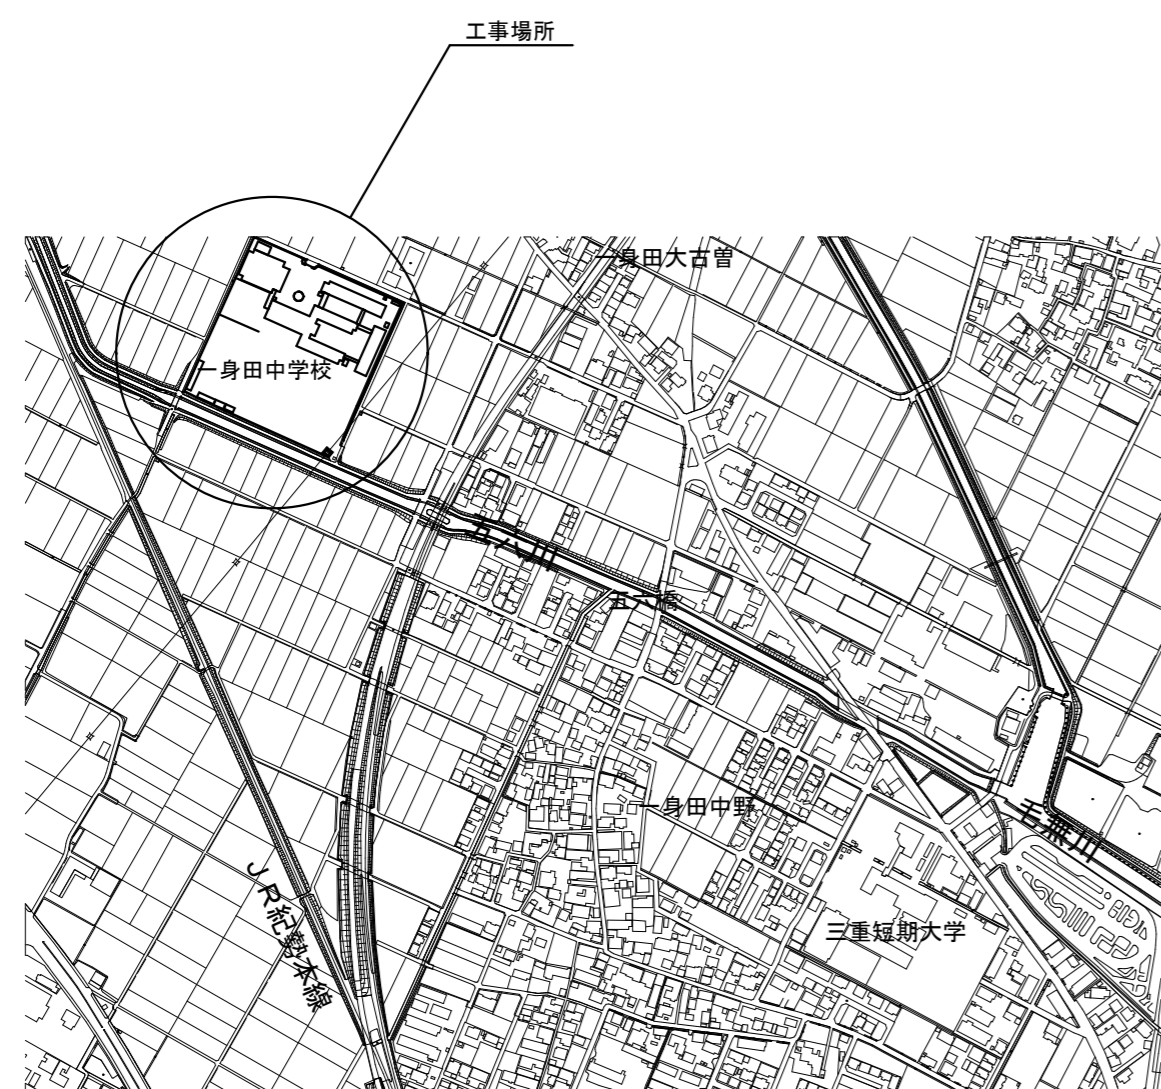 工事場所
一身田大古曽
一身田中学校
五六川
五六橋
一身田中野
毛無川
三重短期大学
JR紀勢本線